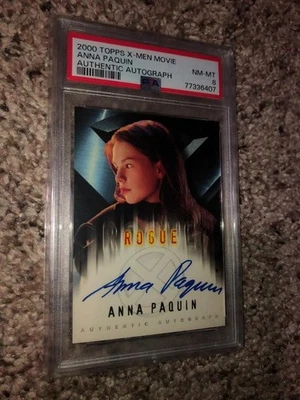 2000 TOPPS X-MEN MOVIE
ANNA PAQUIN
AUTHENTIC AUTOGRAPH
NM-MT
8
PSA
77336407
ROGUE
Anna Paquin
ANNA PAQUIN
AUTHENTIC AUTOGRAPH